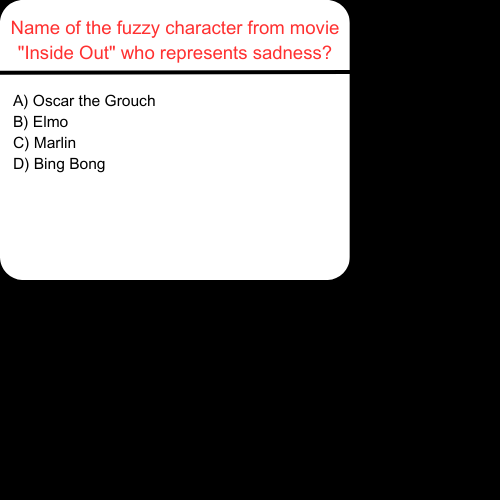 Name of the fuzzy character from movie
"Inside Out" who represents sadness?
A) Oscar the Grouch
B) Elmo
C) Marlin
D) Bing Bong